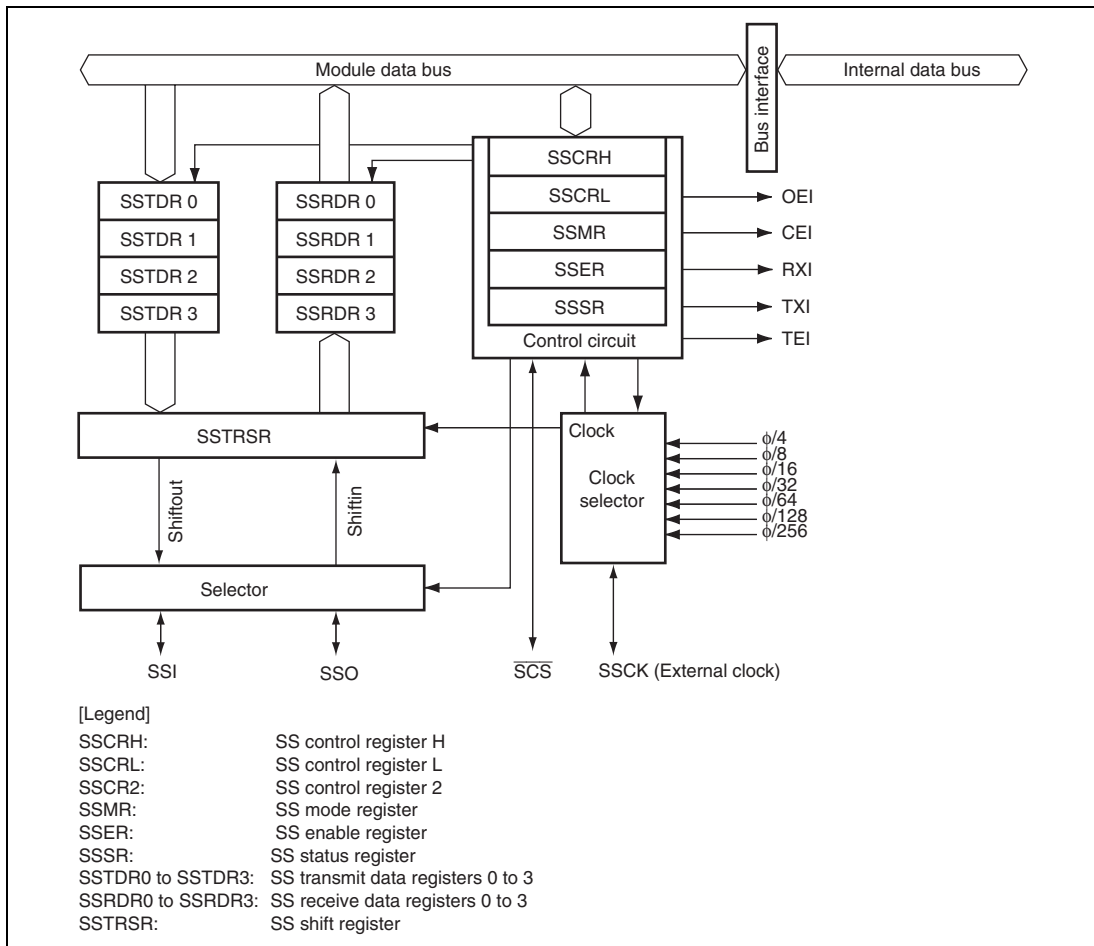 Module data bus
Bus interface
Internal data bus
SSTDR 0
SSTDR 1
SSTDR 2
SSTDR 3
SSRDR 0
SSRDR 1
SSRDR 2
SSRDR 3
SSCRH
SSCRL
SSMR
SSER
SSSR
Control circuit
OEI
CEI
RXI
TXI
TEI
SSTRSR
Clock
Clock
selector
ϕ/4
ϕ/8
ϕ/16
ϕ/32
ϕ/64
ϕ/128
ϕ/256
Shiftout
Shiftin
Selector
SSI
SSO
SCS
SSCK (External clock)
[Legend]
SSCRH: SS control register H
SSCRL: SS control register L
SSCR2: SS control register 2
SSMR: SS mode register
SSER: SS enable register
SSSR: SS status register
SSTDR0 to SSTDR3: SS transmit data registers 0 to 3
SSRDR0 to SSRDR3: SS receive data registers 0 to 3
SSTRSR: SS shift register